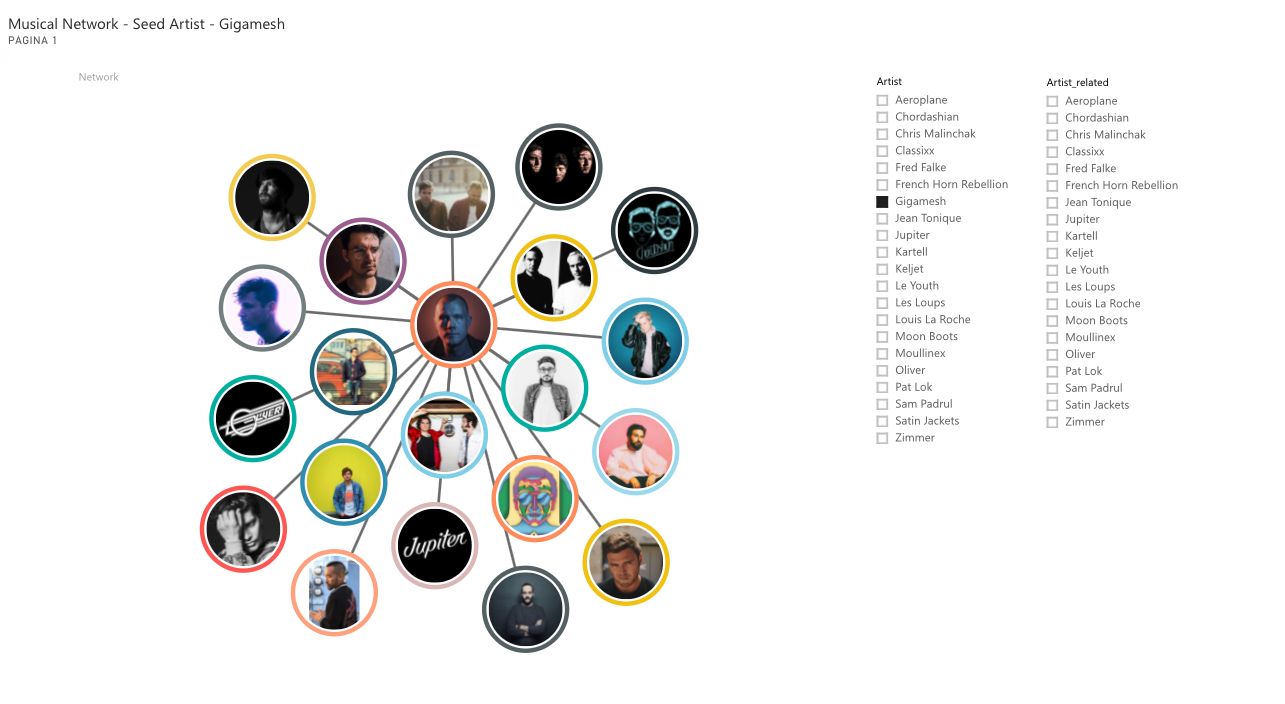 Musical Network - Seed Artist - Gigamesh
PÁGINA 1
Network
Jupiter
Artist
Aeroplane
Chordashian
Chris Malinchak
Classixx
Fred Falke
French Horn Rebellion
Gigamesh
Jean Tonique
Jupiter
Kartell
Keljet
Le Youth
Les Loups
Louis La Roche
Moon Boots
Moullinex
Oliver
Pat Lok
Sam Padrul
Satin Jackets
Zimmer
Artist_related
Aeroplane
Chordashian
Chris Malinchak
Classixx
Fred Falke
French Horn Rebellion
Jean Tonique
Jupiter
Kartell
Keljet
Le Youth
Les Loups
Louis La Roche
Moon Boots
Moullinex
Oliver
Pat Lok
Sam Padrul
Satin Jackets
Zimmer